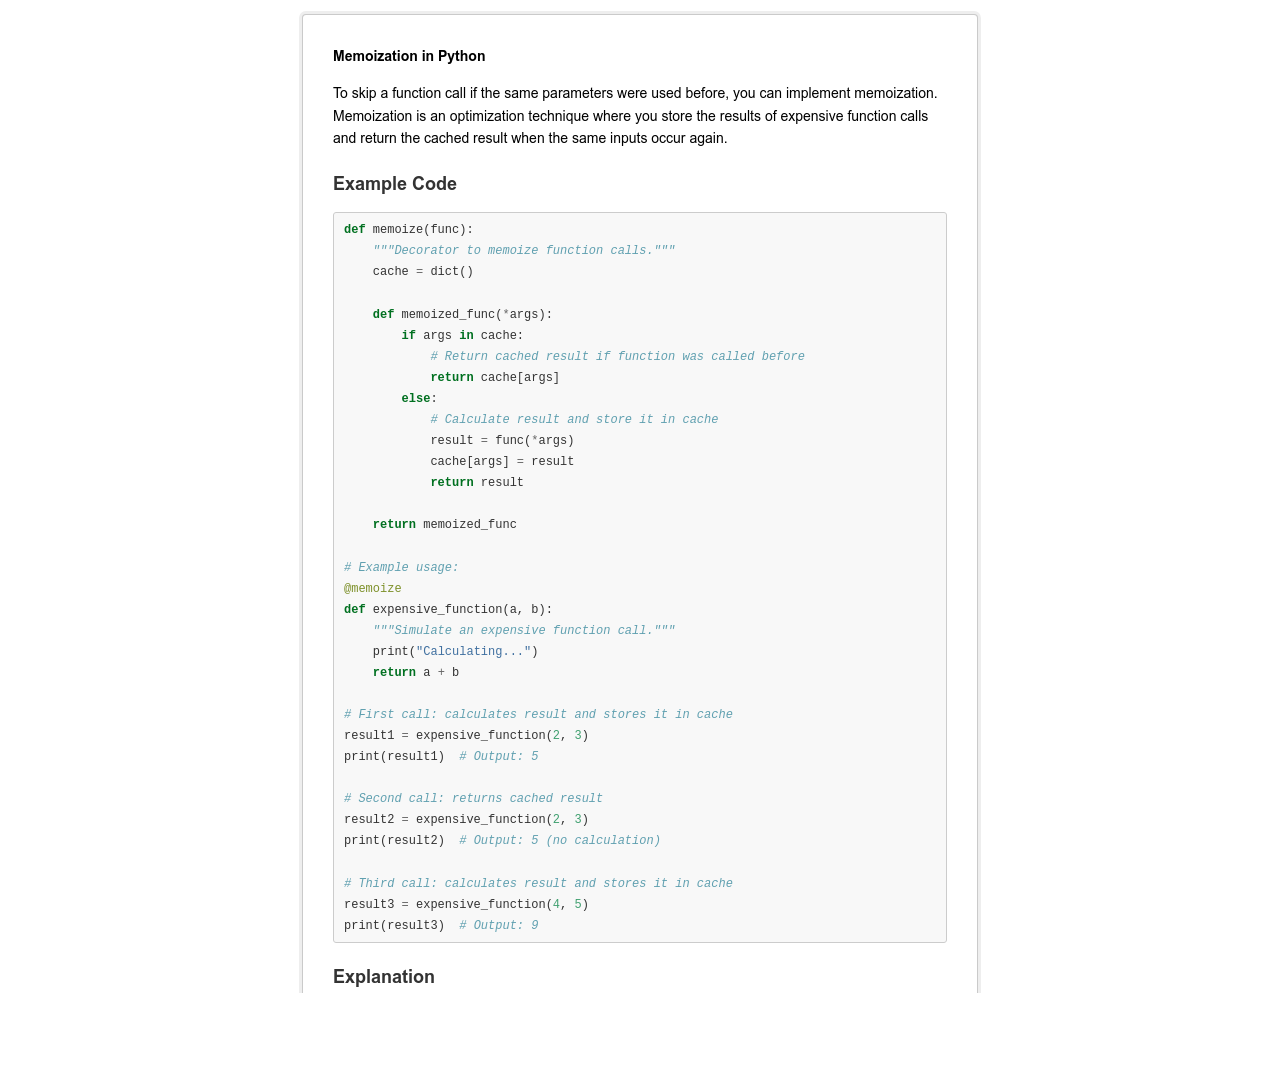 Memoization in Python
To skip a function call if the same parameters were used before, you can implement memoization.
Memoization is an optimization technique where you store the results of expensive function calls
and return the cached result when the same inputs occur again.
Example Code
def memoize(func):
    """Decorator to memoize function calls."""
    cache = dict()

    def memoized_func(*args):
        if args in cache:
            # Return cached result if function was called before
            return cache[args]
        else:
            # Calculate result and store it in cache
            result = func(*args)
            cache[args] = result
            return result

    return memoized_func

# Example usage:
@memoize
def expensive_function(a, b):
    """Simulate an expensive function call."""
    print("Calculating...")
    return a + b

# First call: calculates result and stores it in cache
result1 = expensive_function(2, 3)
print(result1)  # Output: 5

# Second call: returns cached result
result2 = expensive_function(2, 3)
print(result2)  # Output: 5 (no calculation)

# Third call: calculates result and stores it in cache
result3 = expensive_function(4, 5)
print(result3)  # Output: 9
Explanation